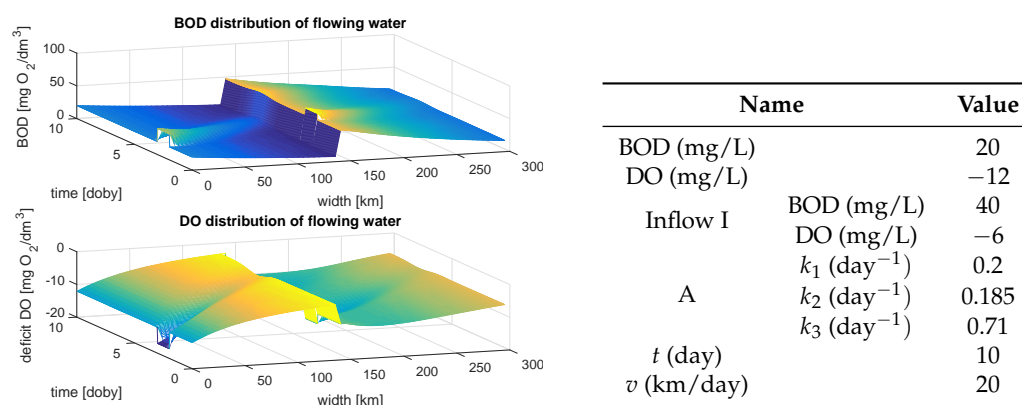 BOD distribution of flowing water
BOD [mg O2/dm3]
100
50
0
10
5
0
time [doby]
0
50
100
150
200
250
300
width [km]
DO distribution of flowing water
deficit DO [mg O2/dm3]
0
-10
-20
10
5
0
time [doby]
0
50
100
150
200
250
300
width [km]
Name Value
BOD (mg/L) 20
DO (mg/L) −12
Inflow I BOD (mg/L) 40
DO (mg/L) −6
A k1 (day−1) 0.2
k2 (day−1) 0.185
k3 (day−1) 0.71
t (day) 10
v (km/day) 20